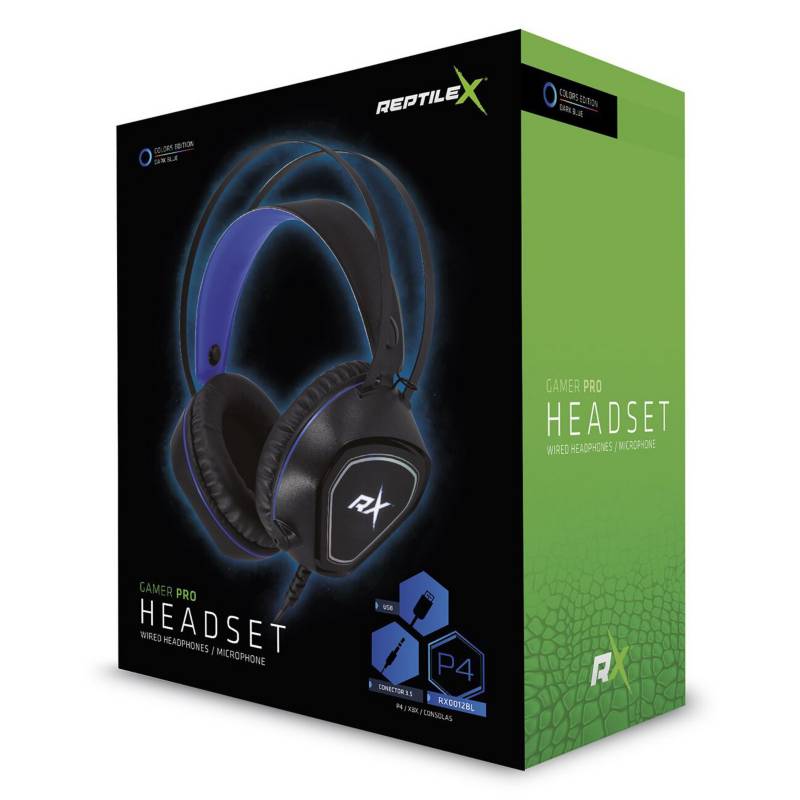 REPTILEX
COLORS EDITION
DARK BLUE
RX
GAMER PRO
HEADSET
WIRED HEADPHONES / MICROPHONE
USB
CONECTOR 3.5
P4
RX0012BL
P4 / XBX / CONSOLAS
COLORS EDITION
DARK BLUE
GAMER PRO
HEADSET
WIRED HEADPHONES / MICROPHONE
RX